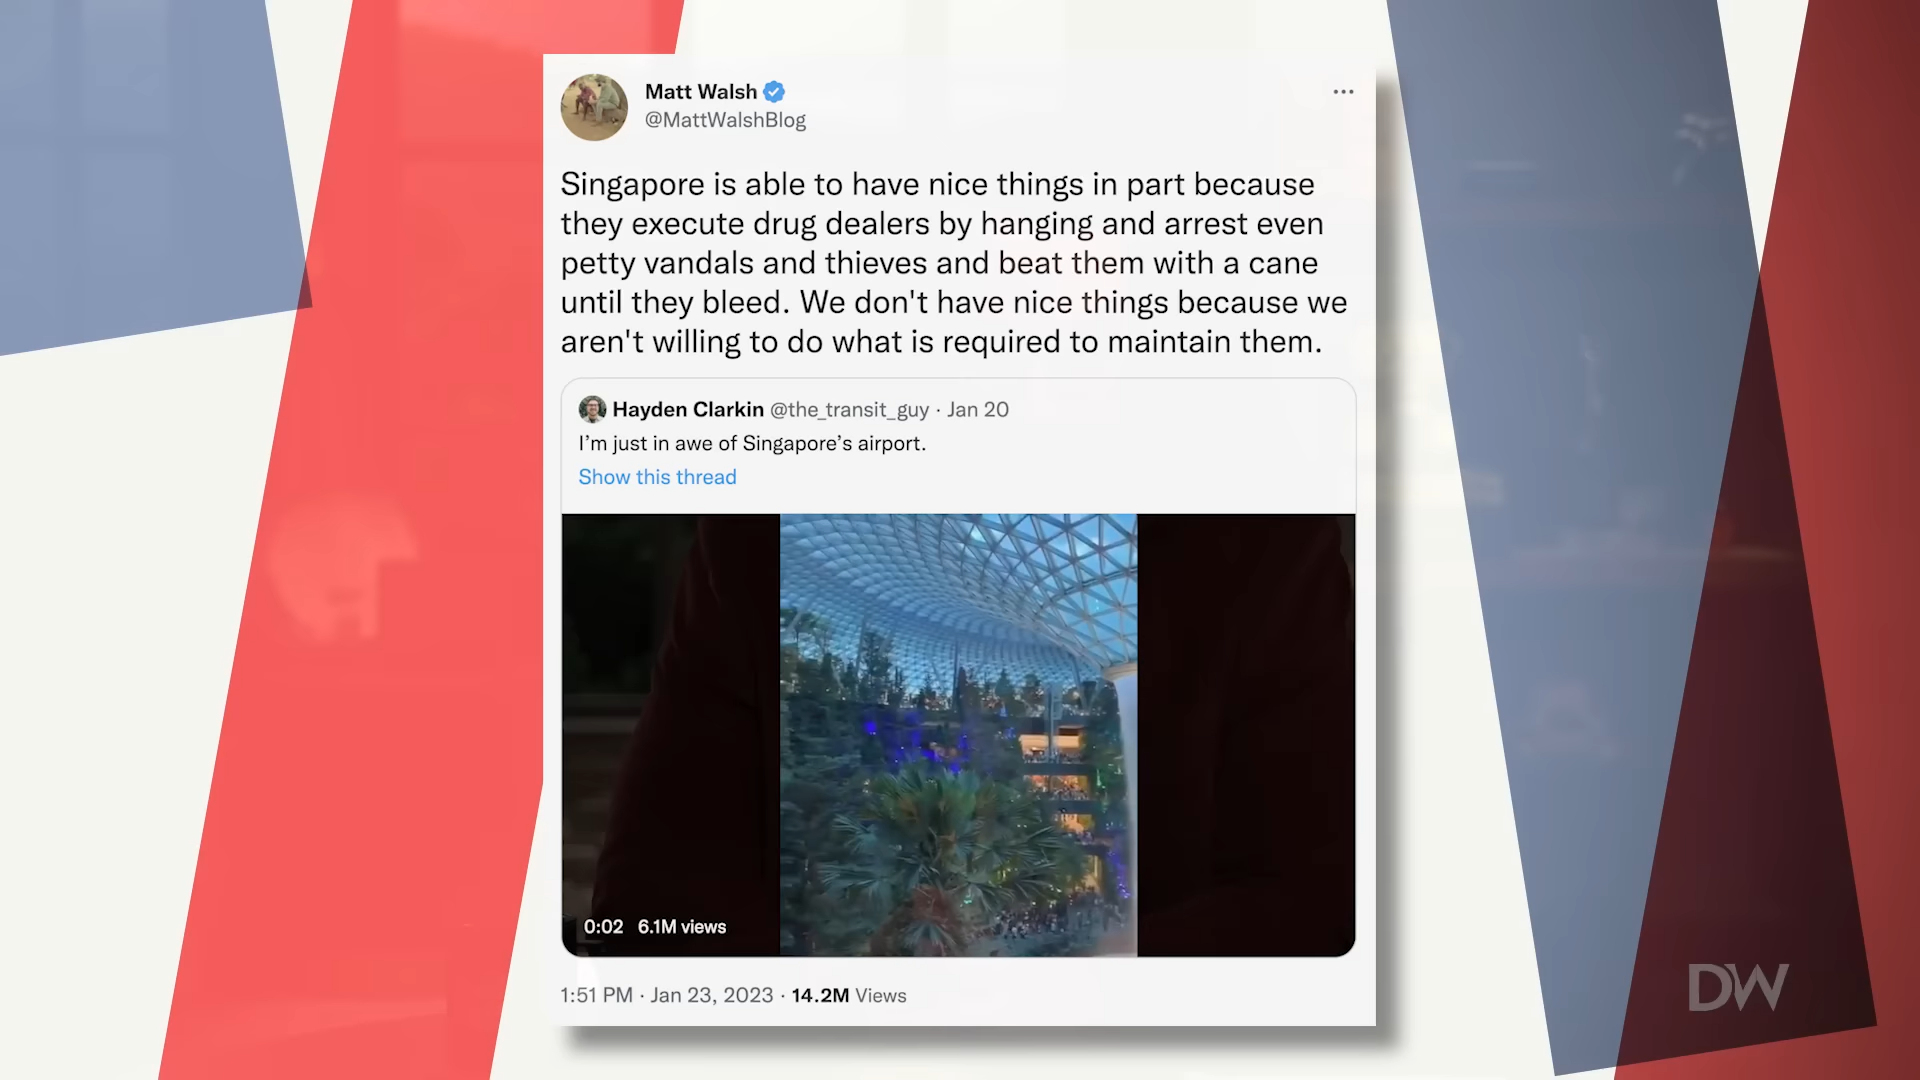 Matt Walsh
@MattWalshBlog
Singapore is able to have nice things in part because
they execute drug dealers by hanging and arrest even
petty vandals and thieves and beat them with a cane
until they bleed. We don't have nice things because we
aren't willing to do what is required to maintain them.
Hayden Clarkin @the_transit_guy · Jan 20
I’m just in awe of Singapore’s airport.
Show this thread
0:02 6.1M views
1:51 PM · Jan 23, 2023 · 14.2M Views
DW